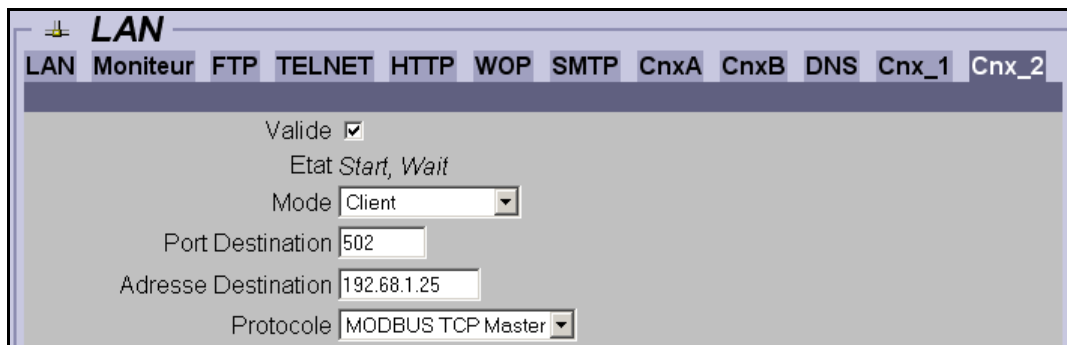 LAN
LAN Moniteur FTP TELNET HTTP WOP SMTP CnxA CnxB DNS Cnx_1 Cnx_2
Valide
Etat Start, Wait
Mode Client
Port Destination 502
Adresse Destination 192.68.1.25
Protocole MODBUS TCP Master